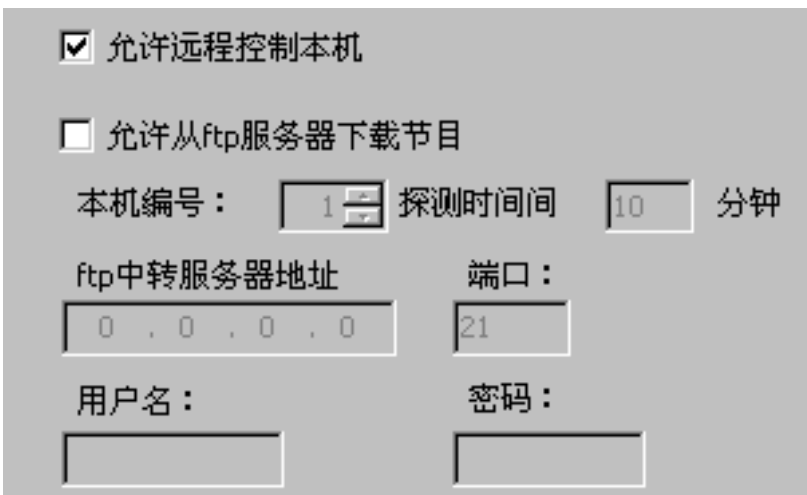 允许远程控制本机
允许从ftp服务器下载节目
本机编号： 1 探测时间间 10 分钟
ftp中转服务器地址 端口：
0 . 0 . 0 . 0 21
用户名： 密码：